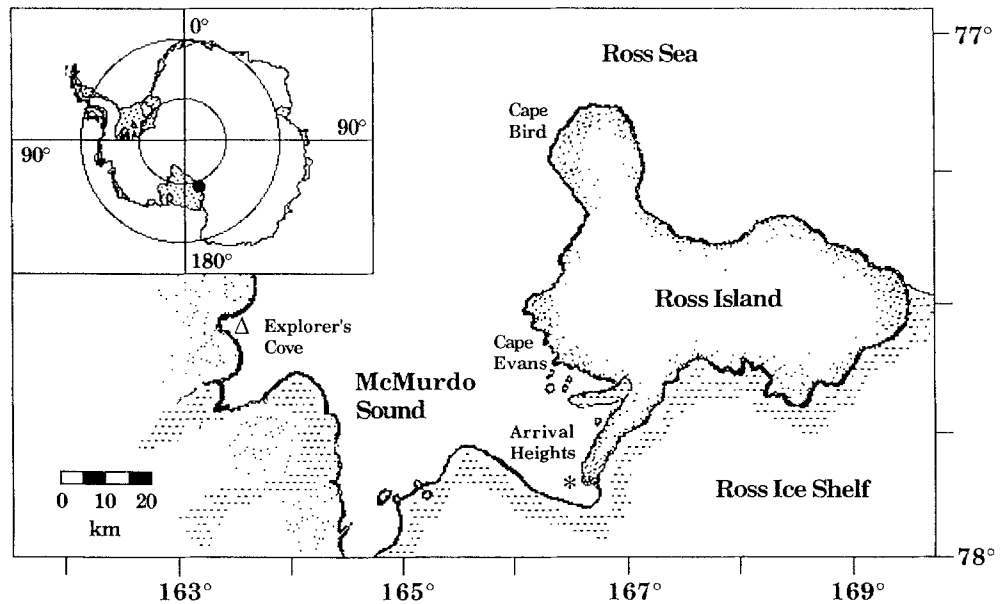 0°
90°
90°
180°
Ross Sea
77°
Cape
Bird
Ross Island
Explorer's
Cove
Cape
Evans
McMurdo
Sound
Arrival
Heights
*
Ross Ice Shelf
0 10 20
km
78°
163° 165° 167° 169°